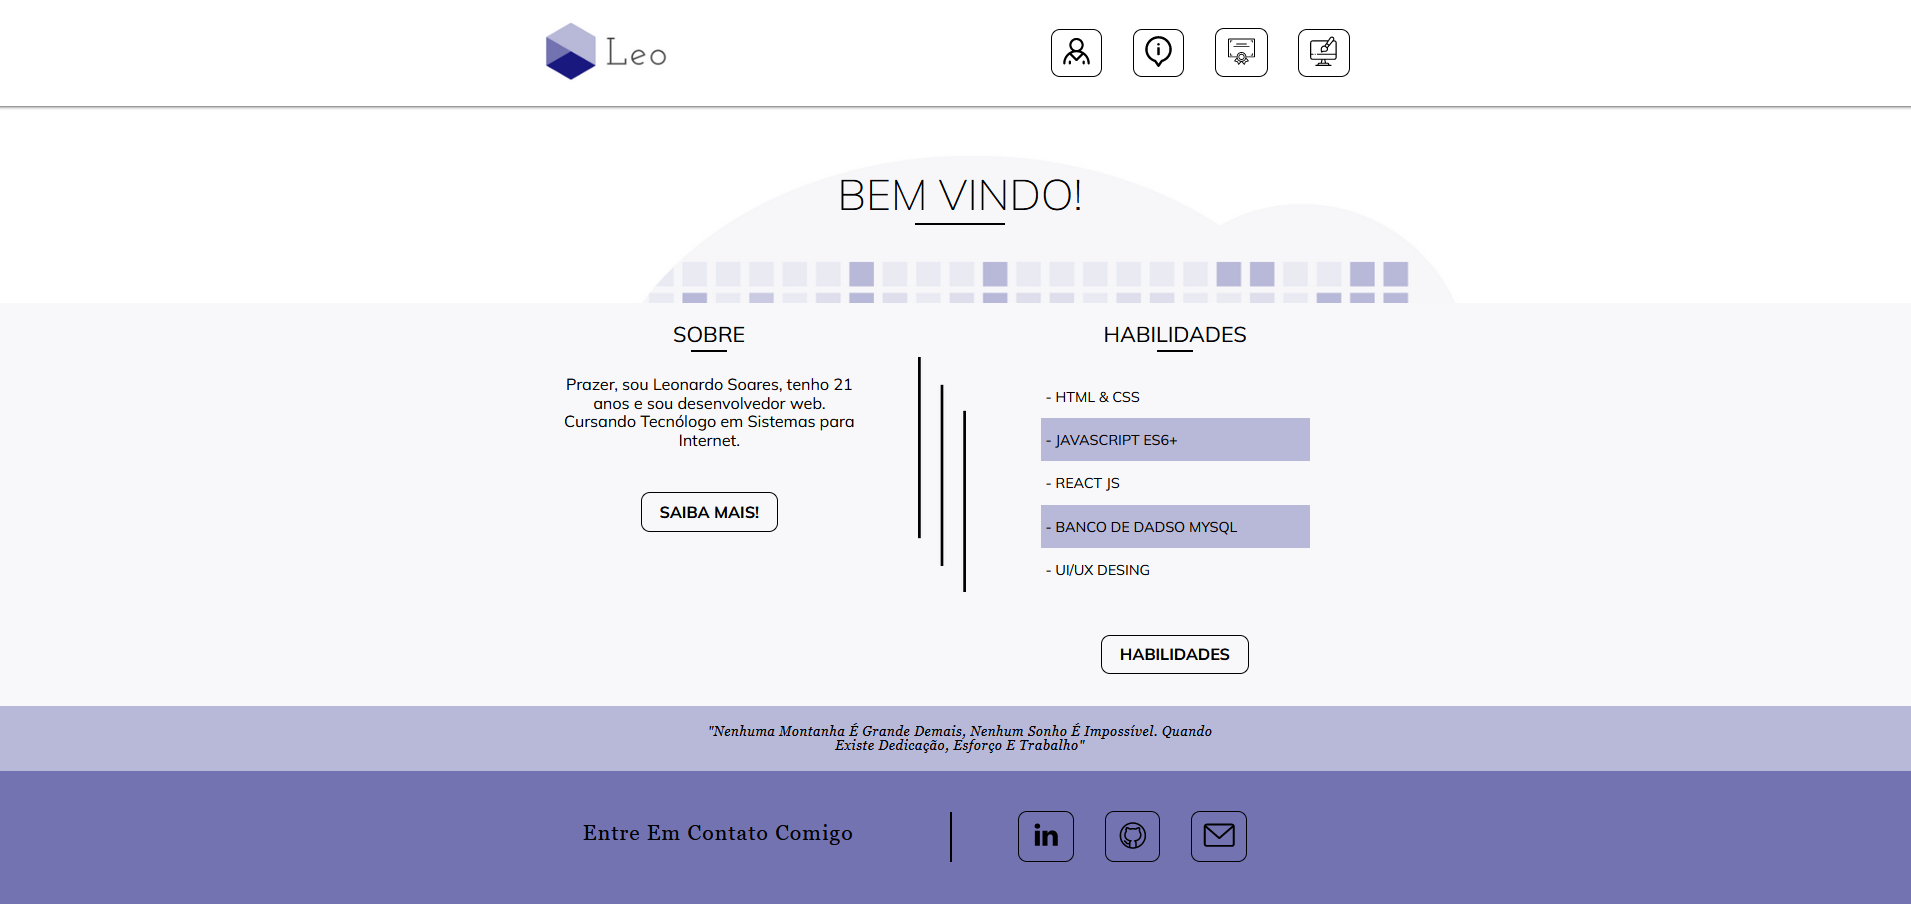 Leo
BEM VINDO!
SOBRE
Prazer, sou Leonardo Soares, tenho 21
anos e sou desenvolvedor web.
Cursando Tecnólogo em Sistemas para
Internet.
SAIBA MAIS!
HABILIDADES
- HTML & CSS
- JAVASCRIPT ES6+
- REACT JS
- BANCO DE DADSO MYSQL
- UI/UX DESING
HABILIDADES
"Nenhuma Montanha É Grande Demais, Nenhum Sonho É Impossível. Quando
Existe Dedicação, Esforço E Trabalho"
Entre Em Contato Comigo
in